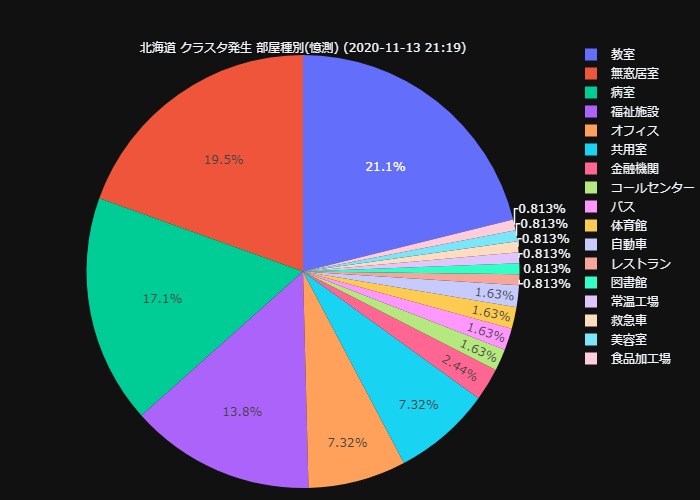 北海道 クラスタ発生 部屋種別(憶測) (2020-11-13 21:19)
教室
無窓居室
病室
福祉施設
オフィス
共用室
金融機関
コールセンター
バス
体育館
自動車
レストラン
図書館
常温工場
救急車
美容室
食品加工場
21.1%
0.813%
0.813%
0.813%
0.813%
0.813%
0.813%
1.63%
1.63%
1.63%
1.63%
2.44%
7.32%
7.32%
13.8%
17.1%
19.5%